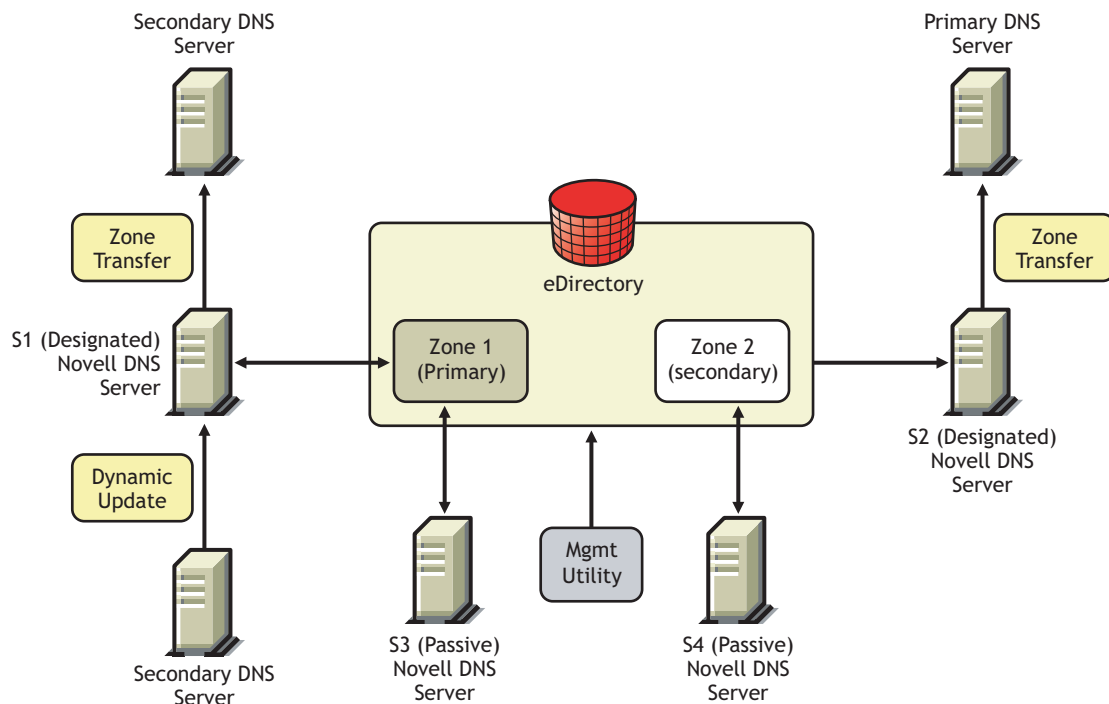 Secondary DNS
Server
Primary DNS
Server
Zone
Transfer
eDirectory
Zone
Transfer
S1 (Designated)
Novell DNS
Server
Zone 1
(Primary)
Zone 2
(secondary)
S2 (Designated)
Novell DNS
Server
Dynamic
Update
Mgmt
Utility
Secondary DNS
Server
S3 (Passive)
Novell DNS
Server
S4 (Passive)
Novell DNS
Server